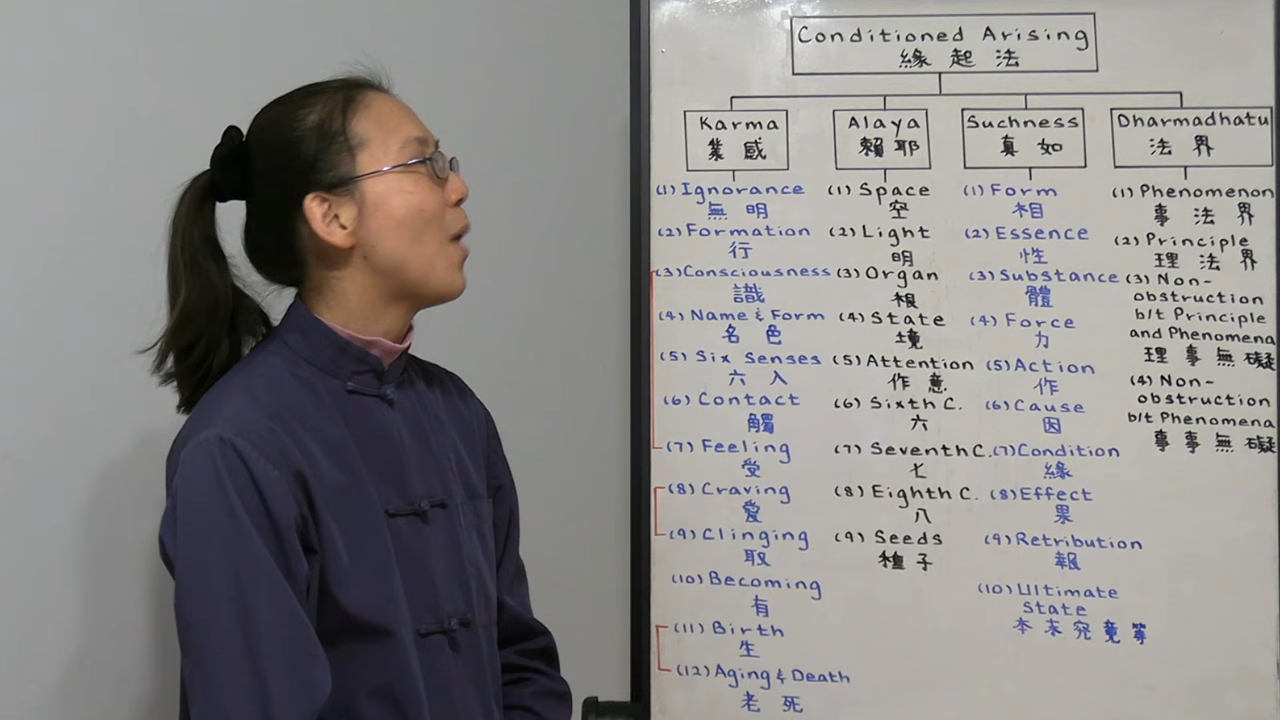 Conditioned Arising
緣起法
Karma
業感
(1) Ignorance
無明
(2) Formation
行
(3) Consciousness
識
(4) Name & Form
名色
(5) Six Senses
六入
(6) Contact
觸
(7) Feeling
受
(8) Craving
愛
(9) Clinging
取
(10) Becoming
有
(11) Birth
生
(12) Aging & Death
老死
Alaya
賴耶
(1) Space
空
(2) Light
明
(3) Organ
根
(4) State
境
(5) Attention
作意
(6) Sixth C.
六
(7) Seventh C.
七
(8) Eighth C.
八
(9) Seeds
種子
Suchness
真如
(1) Form
相
(2) Essence
性
(3) Substance
體
(4) Force
力
(5) Action
作
(6) Cause
因
(7) Condition
緣
(8) Effect
果
(9) Retribution
報
(10) Ultimate
state
本末究竟等
Dharmadhatu
法界
(1) Phenomenon
事法界
(2) Principle
理法界
(3) Non-
obstruction
b/t Principle
and Phenomena
理事無礙
(4) Non-
obstruction
b/t Phenomena
事事無礙